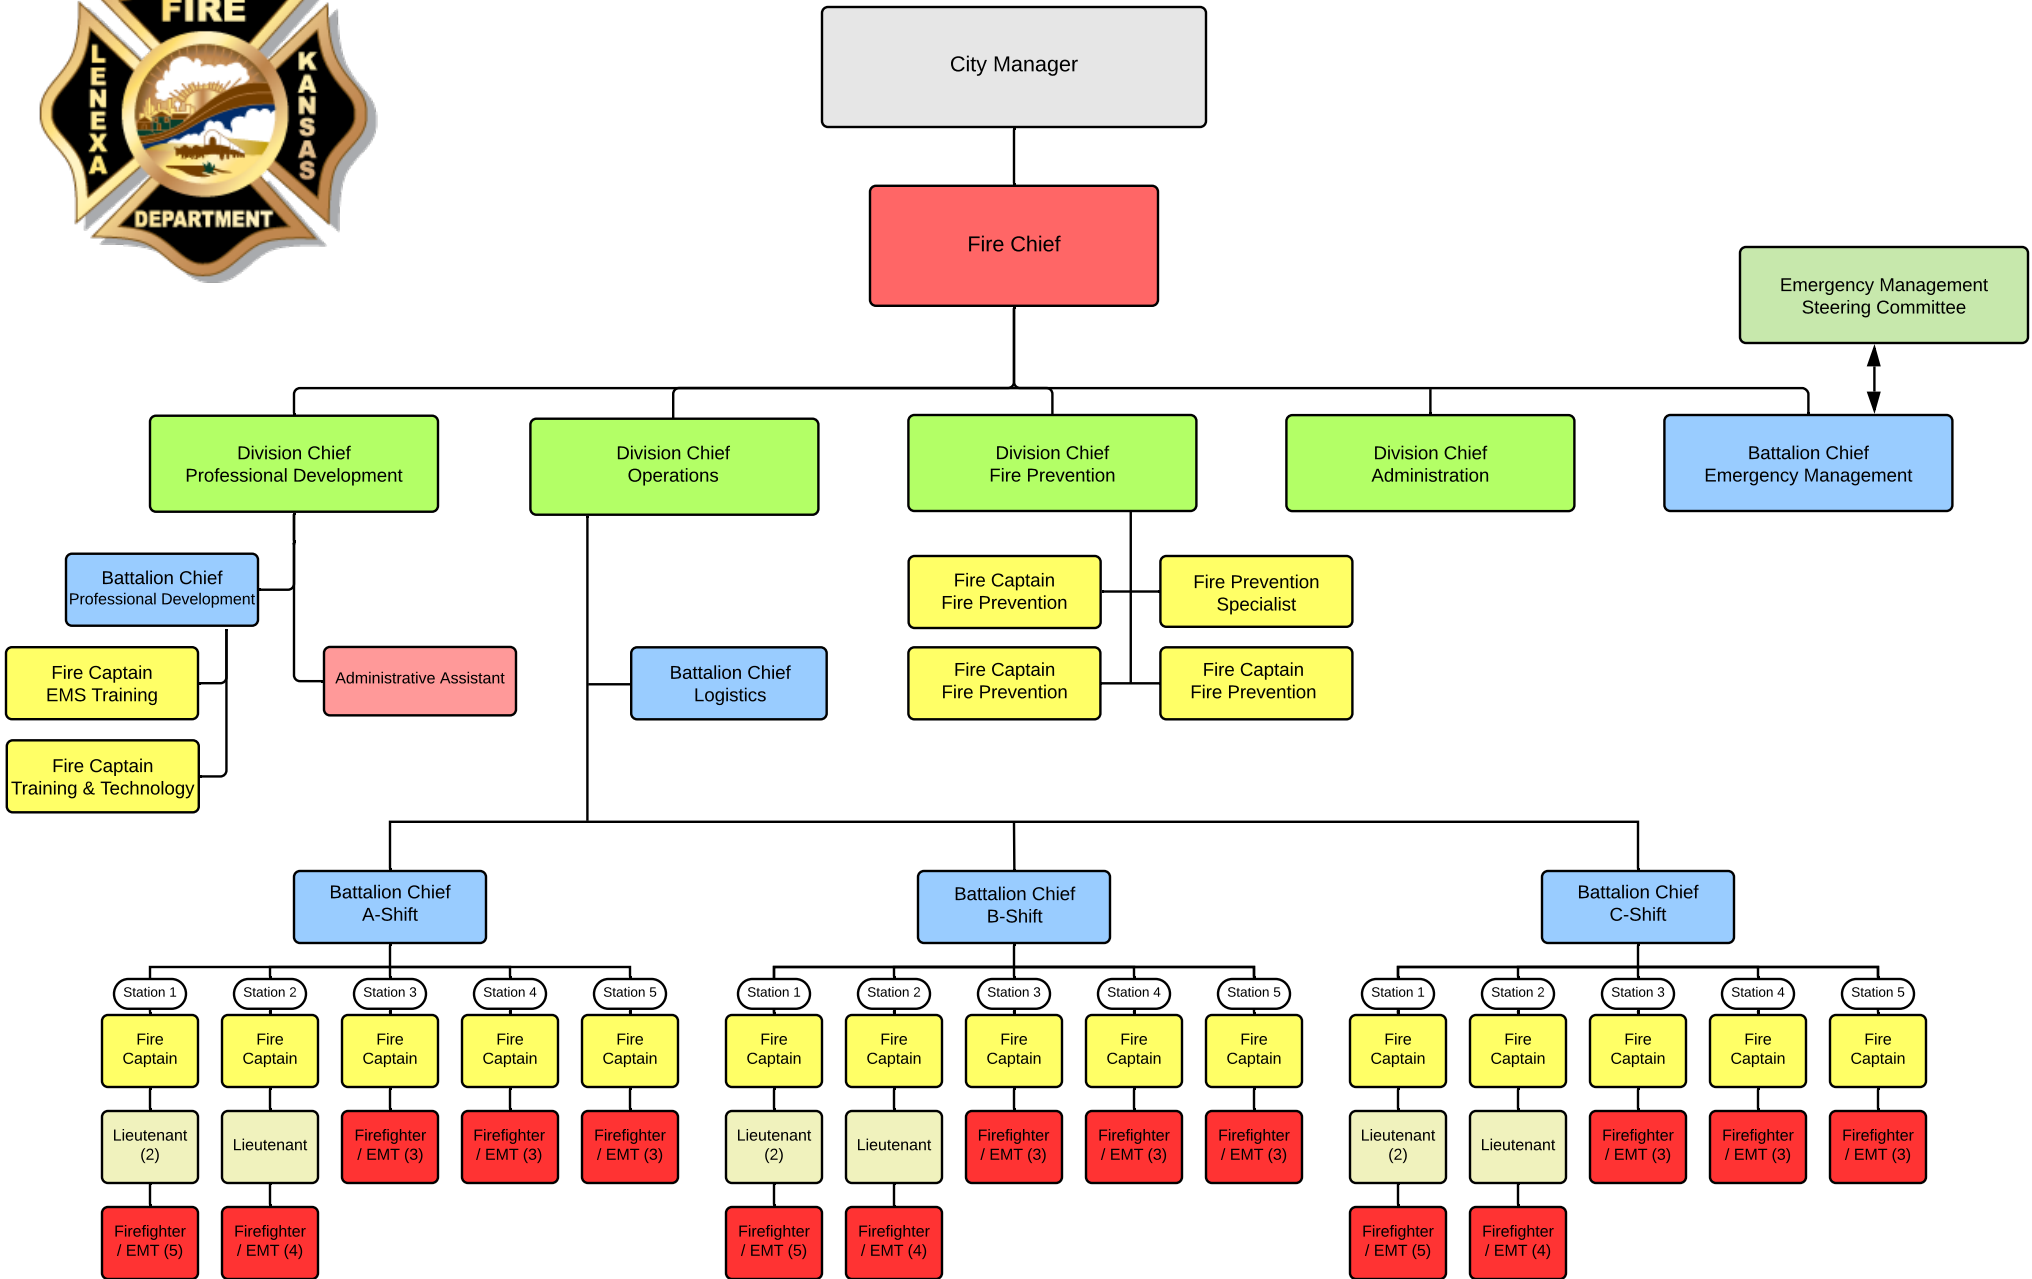 FIRE
LENEXA
KANSAS
DEPARTMENT
City Manager
Fire Chief
Emergency Management
Steering Committee
Division Chief
Professional Development
Division Chief
Operations
Division Chief
Fire Prevention
Division Chief
Administration
Battalion Chief
Emergency Management
Battalion Chief
Professional Development
Fire Captain
Fire Prevention
Fire Prevention
Specialist
Fire Captain
EMS Training
Administrative Assistant
Battalion Chief
Logistics
Fire Captain
Fire Prevention
Fire Captain
Fire Prevention
Fire Captain
Training & Technology
Battalion Chief
A-Shift
Battalion Chief
B-Shift
Battalion Chief
C-Shift
Station 1
Station 2
Station 3
Station 4
Station 5
Station 1
Station 2
Station 3
Station 4
Station 5
Station 1
Station 2
Station 3
Station 4
Station 5
Fire
Captain
Fire
Captain
Fire
Captain
Fire
Captain
Fire
Captain
Fire
Captain
Fire
Captain
Fire
Captain
Fire
Captain
Fire
Captain
Fire
Captain
Fire
Captain
Fire
Captain
Fire
Captain
Fire
Captain
Lieutenant
(2)
Lieutenant
Firefighter
/ EMT (3)
Firefighter
/ EMT (3)
Firefighter
/ EMT (3)
Lieutenant
(2)
Lieutenant
Firefighter
/ EMT (3)
Firefighter
/ EMT (3)
Firefighter
/ EMT (3)
Lieutenant
(2)
Lieutenant
Firefighter
/ EMT (3)
Firefighter
/ EMT (3)
Firefighter
/ EMT (3)
Firefighter
/ EMT (5)
Firefighter
/ EMT (4)
Firefighter
/ EMT (5)
Firefighter
/ EMT (4)
Firefighter
/ EMT (5)
Firefighter
/ EMT (4)